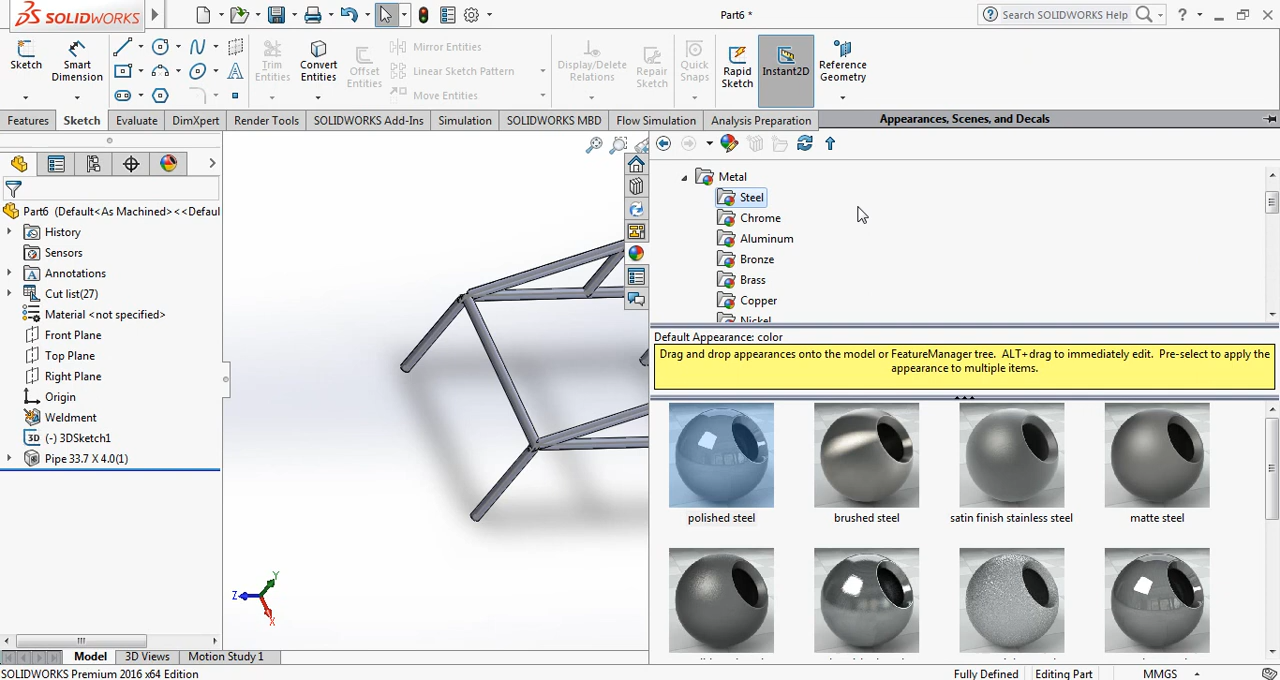 SOLIDWORKS
Part6 *
Search SOLIDWORKS Help
Sketch
Smart Dimension
Trim Entities
Convert Entities
Offset Entities
Mirror Entities
Linear Sketch Pattern
Move Entities
Display/Delete Relations
Repair Sketch
Quick Snaps
Rapid Sketch
Instant2D
Reference Geometry
Features
Sketch
Evaluate
DimXpert
Render Tools
SOLIDWORKS Add-Ins
Simulation
SOLIDWORKS MBD
Flow Simulation
Analysis Preparation
Appearances, Scenes, and Decals
Part6 (Default<As Machined><<Defaul
History
Sensors
Annotations
Cut list(27)
Material <not specified>
Front Plane
Top Plane
Right Plane
Origin
Weldment
3D (-) 3DSketch1
Pipe 33.7 X 4.0(1)
Z
Y
X
Metal
Steel
Chrome
Aluminum
Bronze
Brass
Copper
Nickel
Default Appearance: color
Drag and drop appearances onto the model or FeatureManager tree. ALT+drag to immediately edit. Pre-select to apply the
appearance to multiple items.
polished steel
brushed steel
satin finish stainless steel
matte steel
Model
3D Views
Motion Study 1
SOLIDWORKS Premium 2016 x64 Edition
Fully Defined
Editing Part
MMGS